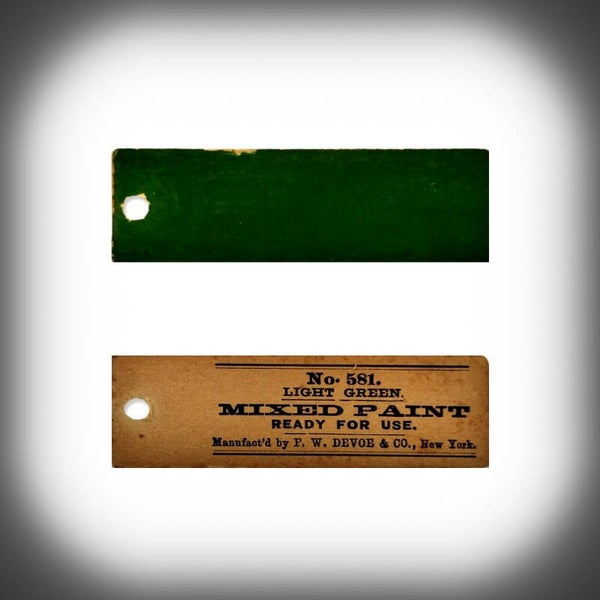 No. 581.
LIGHT GREEN.
MIXED PAINT
READY FOR USE.
Manufact'd by F. W. DEVOE & CO., New York.